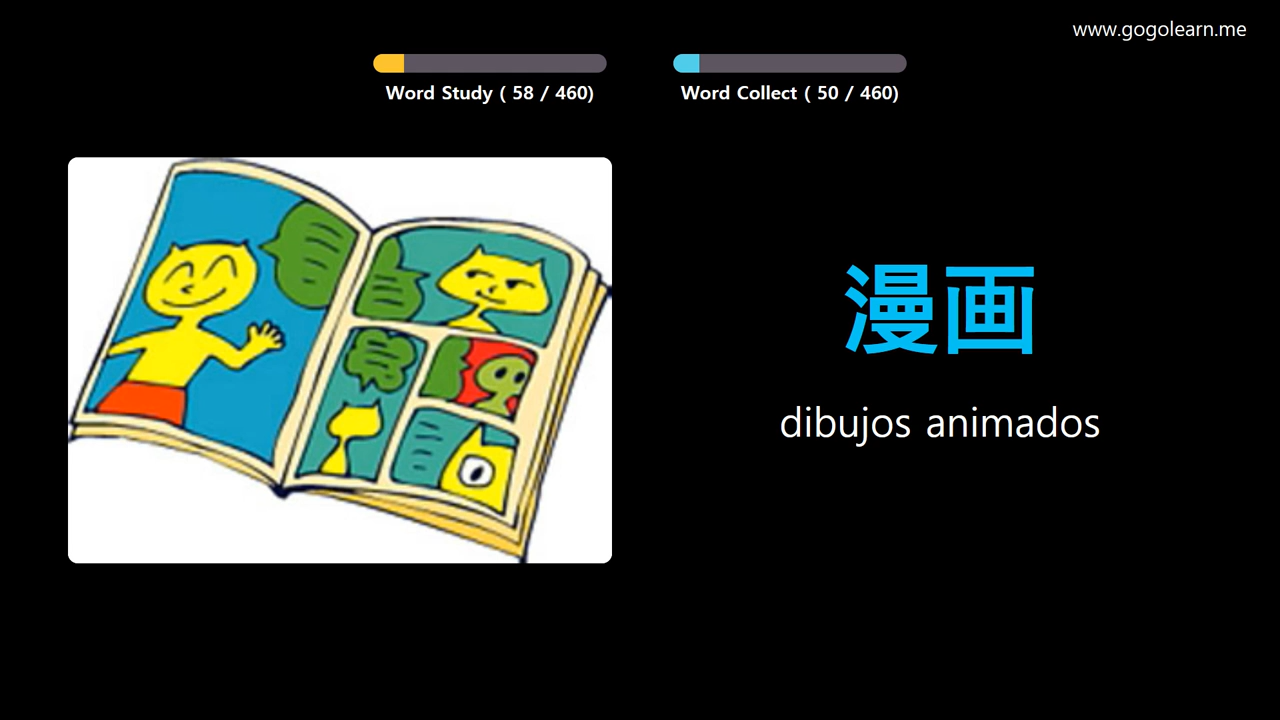 www.gogolearn.me
Word Study ( 58 / 460)
Word Collect ( 50 / 460)
漫画
dibujos animados